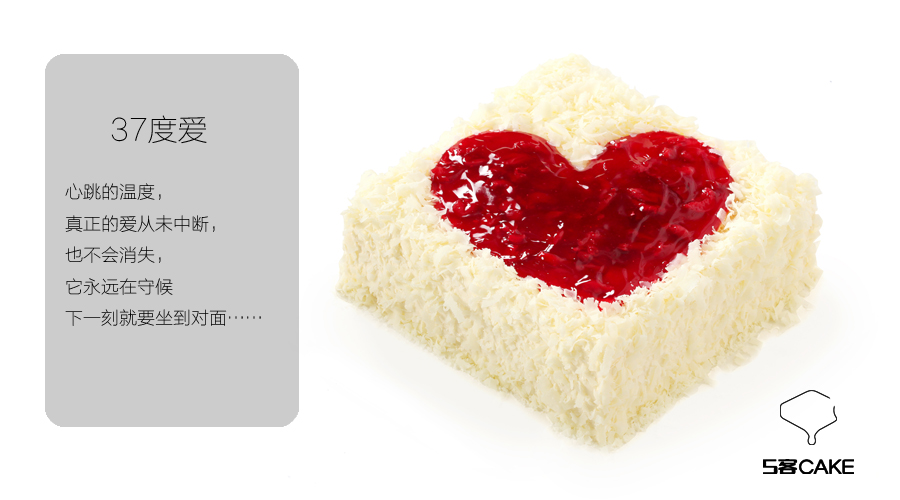 37度爱
心跳的温度，
真正的爱从未中断，
也不会消失，
它永远在守候
下一刻就要坐到对面……
5客CAKE